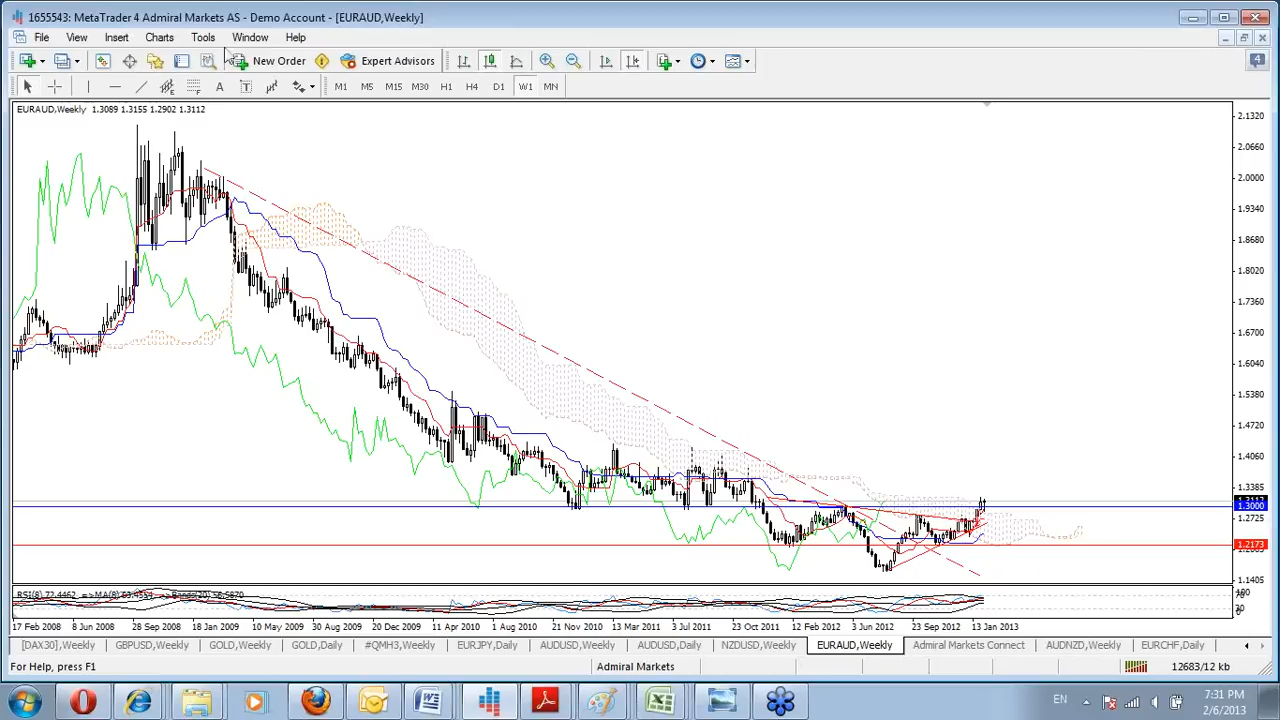 1655543: MetaTrader 4 Admiral Markets AS - Demo Account - [EURAUD,Weekly]
File View Insert Charts Tools Window Help
New Order Expert Advisors
4
A T M1 M5 M15 M30 H1 H4 D1 W1 MN
EURAUD,Weekly 1.3089 1.3155 1.2902 1.3112
2.1320
2.0660
2.0000
1.9340
1.8680
1.8020
1.7360
1.6700
1.6040
1.5380
1.4720
1.4060
1.3385
1.3112
1.3000
1.2725
1.2173
1.1405
17 Feb 2008 8 Jun 2008 28 Sep 2008 18 Jan 2009 10 May 2009 30 Aug 2009 20 Dec 2009 11 Apr 2010 1 Aug 2010 21 Nov 2010 13 Mar 2011 3 Jul 2011 23 Oct 2011 12 Feb 2012 3 Jun 2012 23 Sep 2012 13 Jan 2013
[DAX30],Weekly GBPUSD,Weekly GOLD,Weekly GOLD,Daily #QMH3,Weekly EURJPY,Daily AUDUSD,Weekly AUDUSD,Daily NZDUSD,Weekly EURAUD,Weekly Admiral Markets Connect AUDNZD,Weekly EURCHF,Daily
For Help, press F1 Admiral Markets 12683/12 kb
EN 7:31 PM
2/6/2013